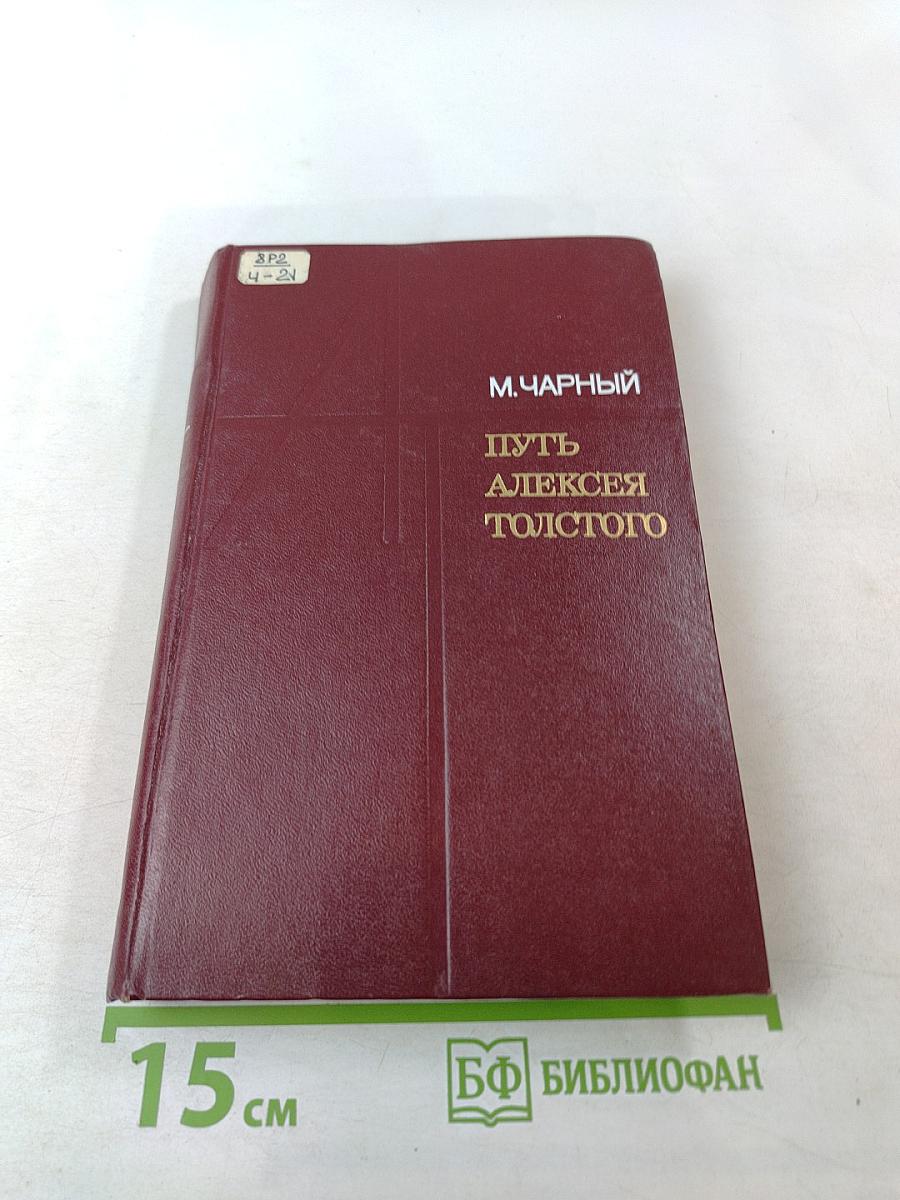 8Р2
Ч-21
М.ЧАРНЫЙ
ПУТЬ
АЛЕКСЕЯ
ТОЛСТОГО
15 см
БФ БИБЛИОФАН